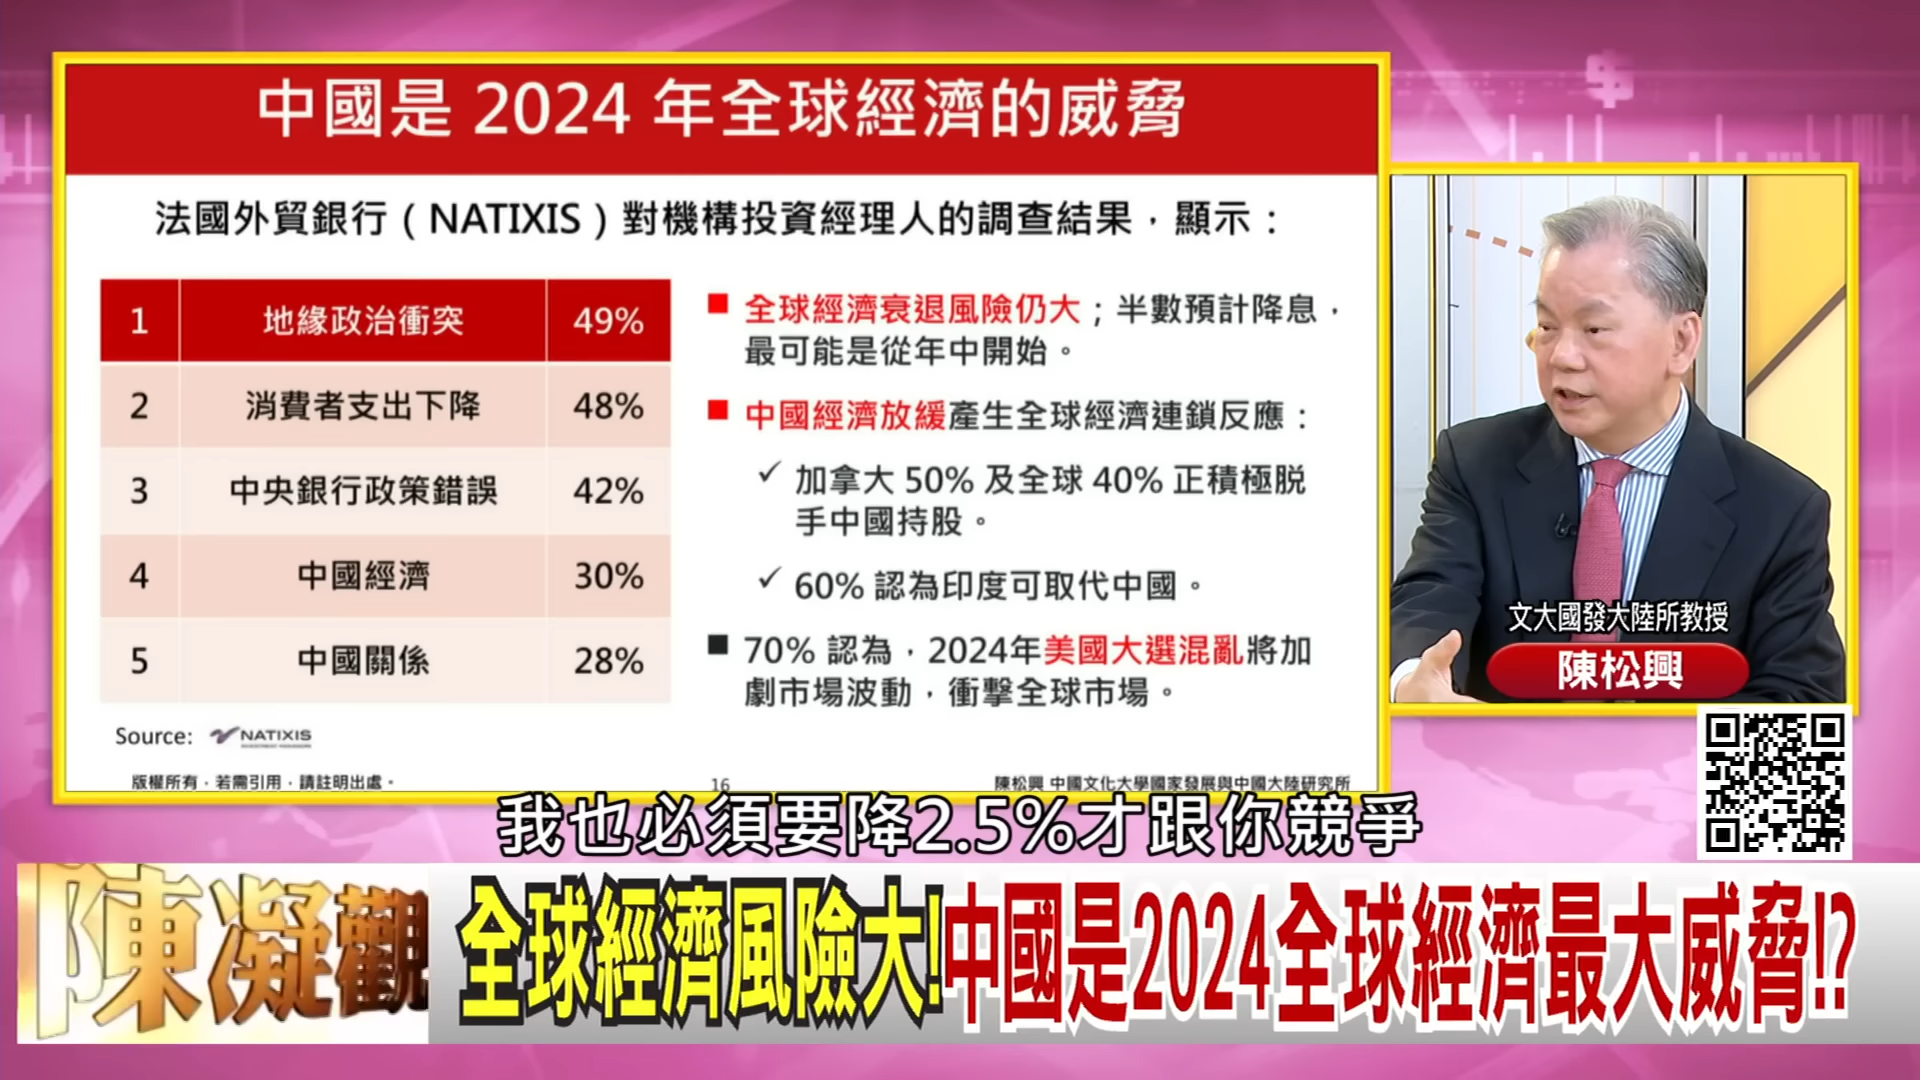 中國是 2024 年全球經濟的威脅
法國外貿銀行（NATIXIS）對機構投資經理人的調查結果，顯示：
1 地緣政治衝突 49%
2 消費者支出下降 48%
3 中央銀行政策錯誤 42%
4 中國經濟 30%
5 中國關係 28%
Source: NATIXIS
全球經濟衰退風險仍大；半數預計降息，
最可能是從年中開始。
中國經濟放緩產生全球經濟連鎖反應：
✓ 加拿大 50% 及全球 40% 正積極脫
手中國持股。
✓ 60% 認為印度可取代中國。
70% 認為，2024年美國大選混亂將加
劇市場波動，衝擊全球市場。
版權所有，若需引用，請註明出處。
16
陳松興 中國文化大學國家發展與中國大陸研究所
文大國發大陸所教授
陳松興
我也必須要降2.5%才跟你競爭
陳凝觀
全球經濟風險大!中國是2024全球經濟最大威脅!?